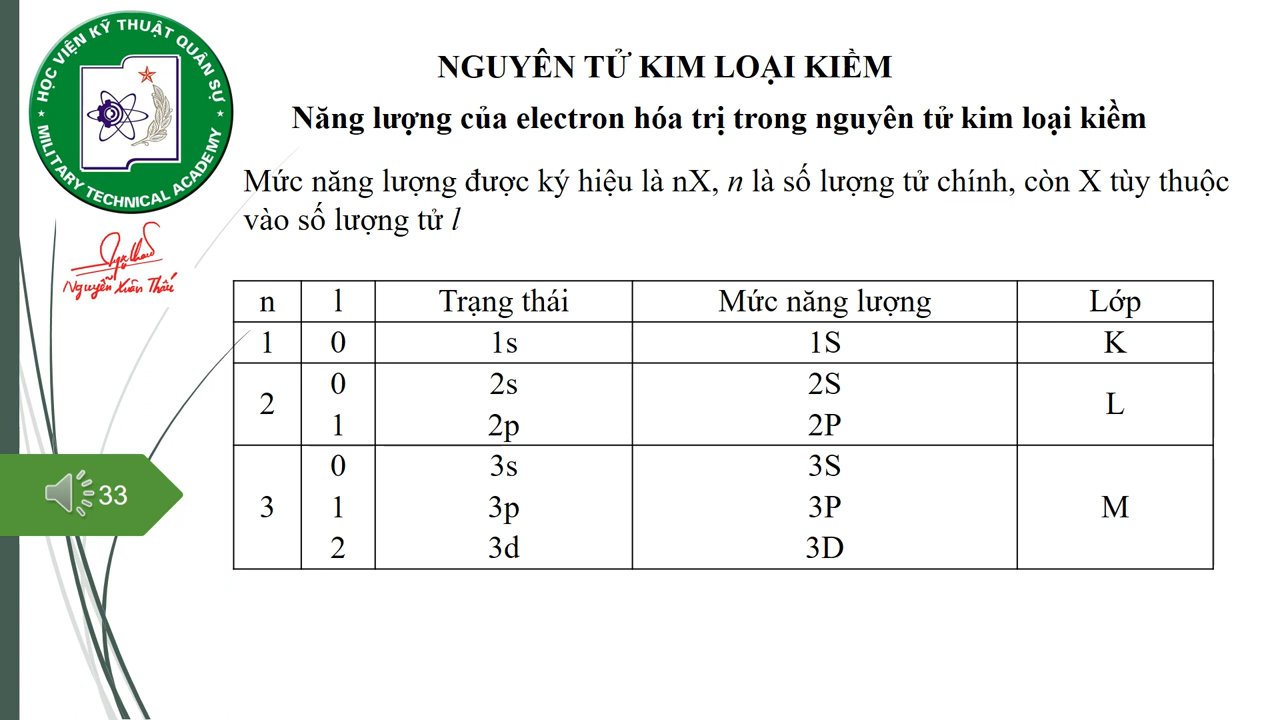 HỌC VIỆN KỸ THUẬT QUÂN SỰ
MILITARY TECHNICAL ACADEMY
Nguyễn Xuân Thấu
NGUYÊN TỬ KIM LOẠI KIỀM
Năng lượng của electron hóa trị trong nguyên tử kim loại kiềm
Mức năng lượng được ký hiệu là nX, n là số lượng tử chính, còn X tùy thuộc
vào số lượng tử l
n l Trạng thái Mức năng lượng Lớp
1 0 1s 1S K
2 0 2s 2S L
1 2p 2P
3 0 3s 3S M
1 3p 3P
2 3d 3D
33